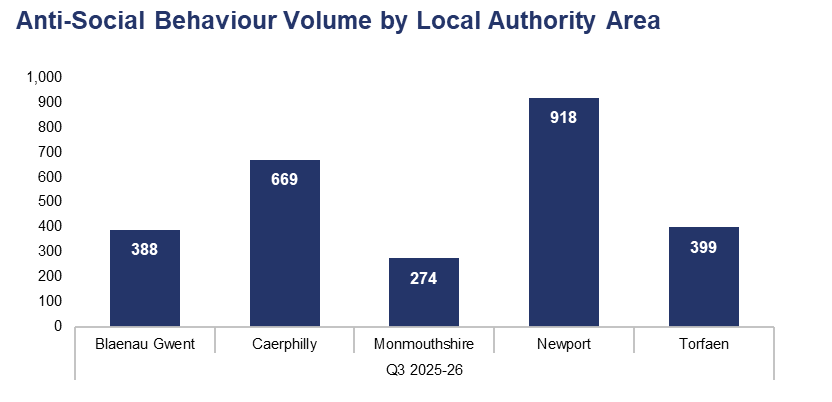 Anti-Social Behaviour Volume by Local Authority Area
1,000
900
800
700
600
500
400
300
200
100
0
388
669
274
918
399
Blaenau Gwent
Caerphilly
Monmouthshire
Newport
Torfaen
Q3 2025-26